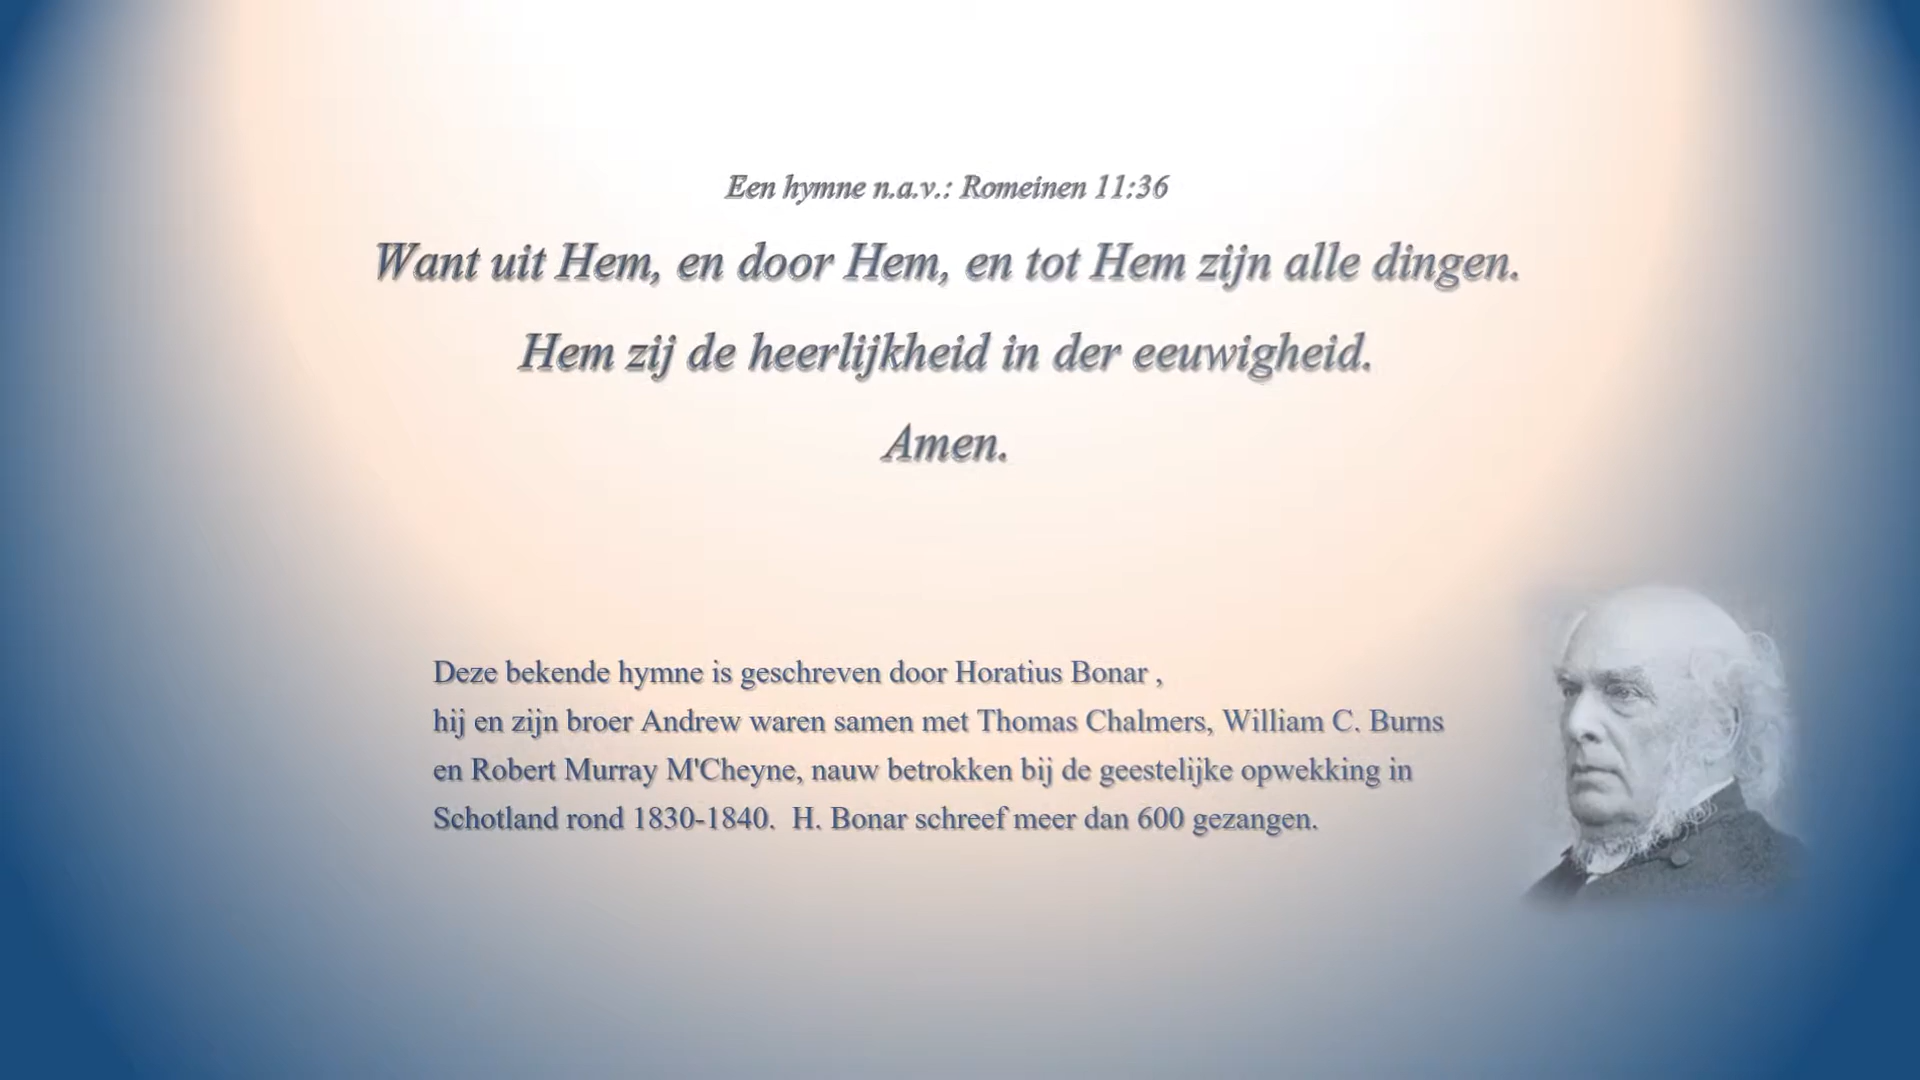 Een hymne n.a.v.: Romeinen 11:36
Want uit Hem, en door Hem, en tot Hem zijn alle dingen.
Hem zij de heerlijkheid in der eeuwigheid.
Amen.
Deze bekende hymne is geschreven door Horatius Bonar ,
hij en zijn broer Andrew waren samen met Thomas Chalmers, William C. Burns
en Robert Murray M'Cheyne, nauw betrokken bij de geestelijke opwekking in
Schotland rond 1830-1840.  H. Bonar schreef meer dan 600 gezangen.